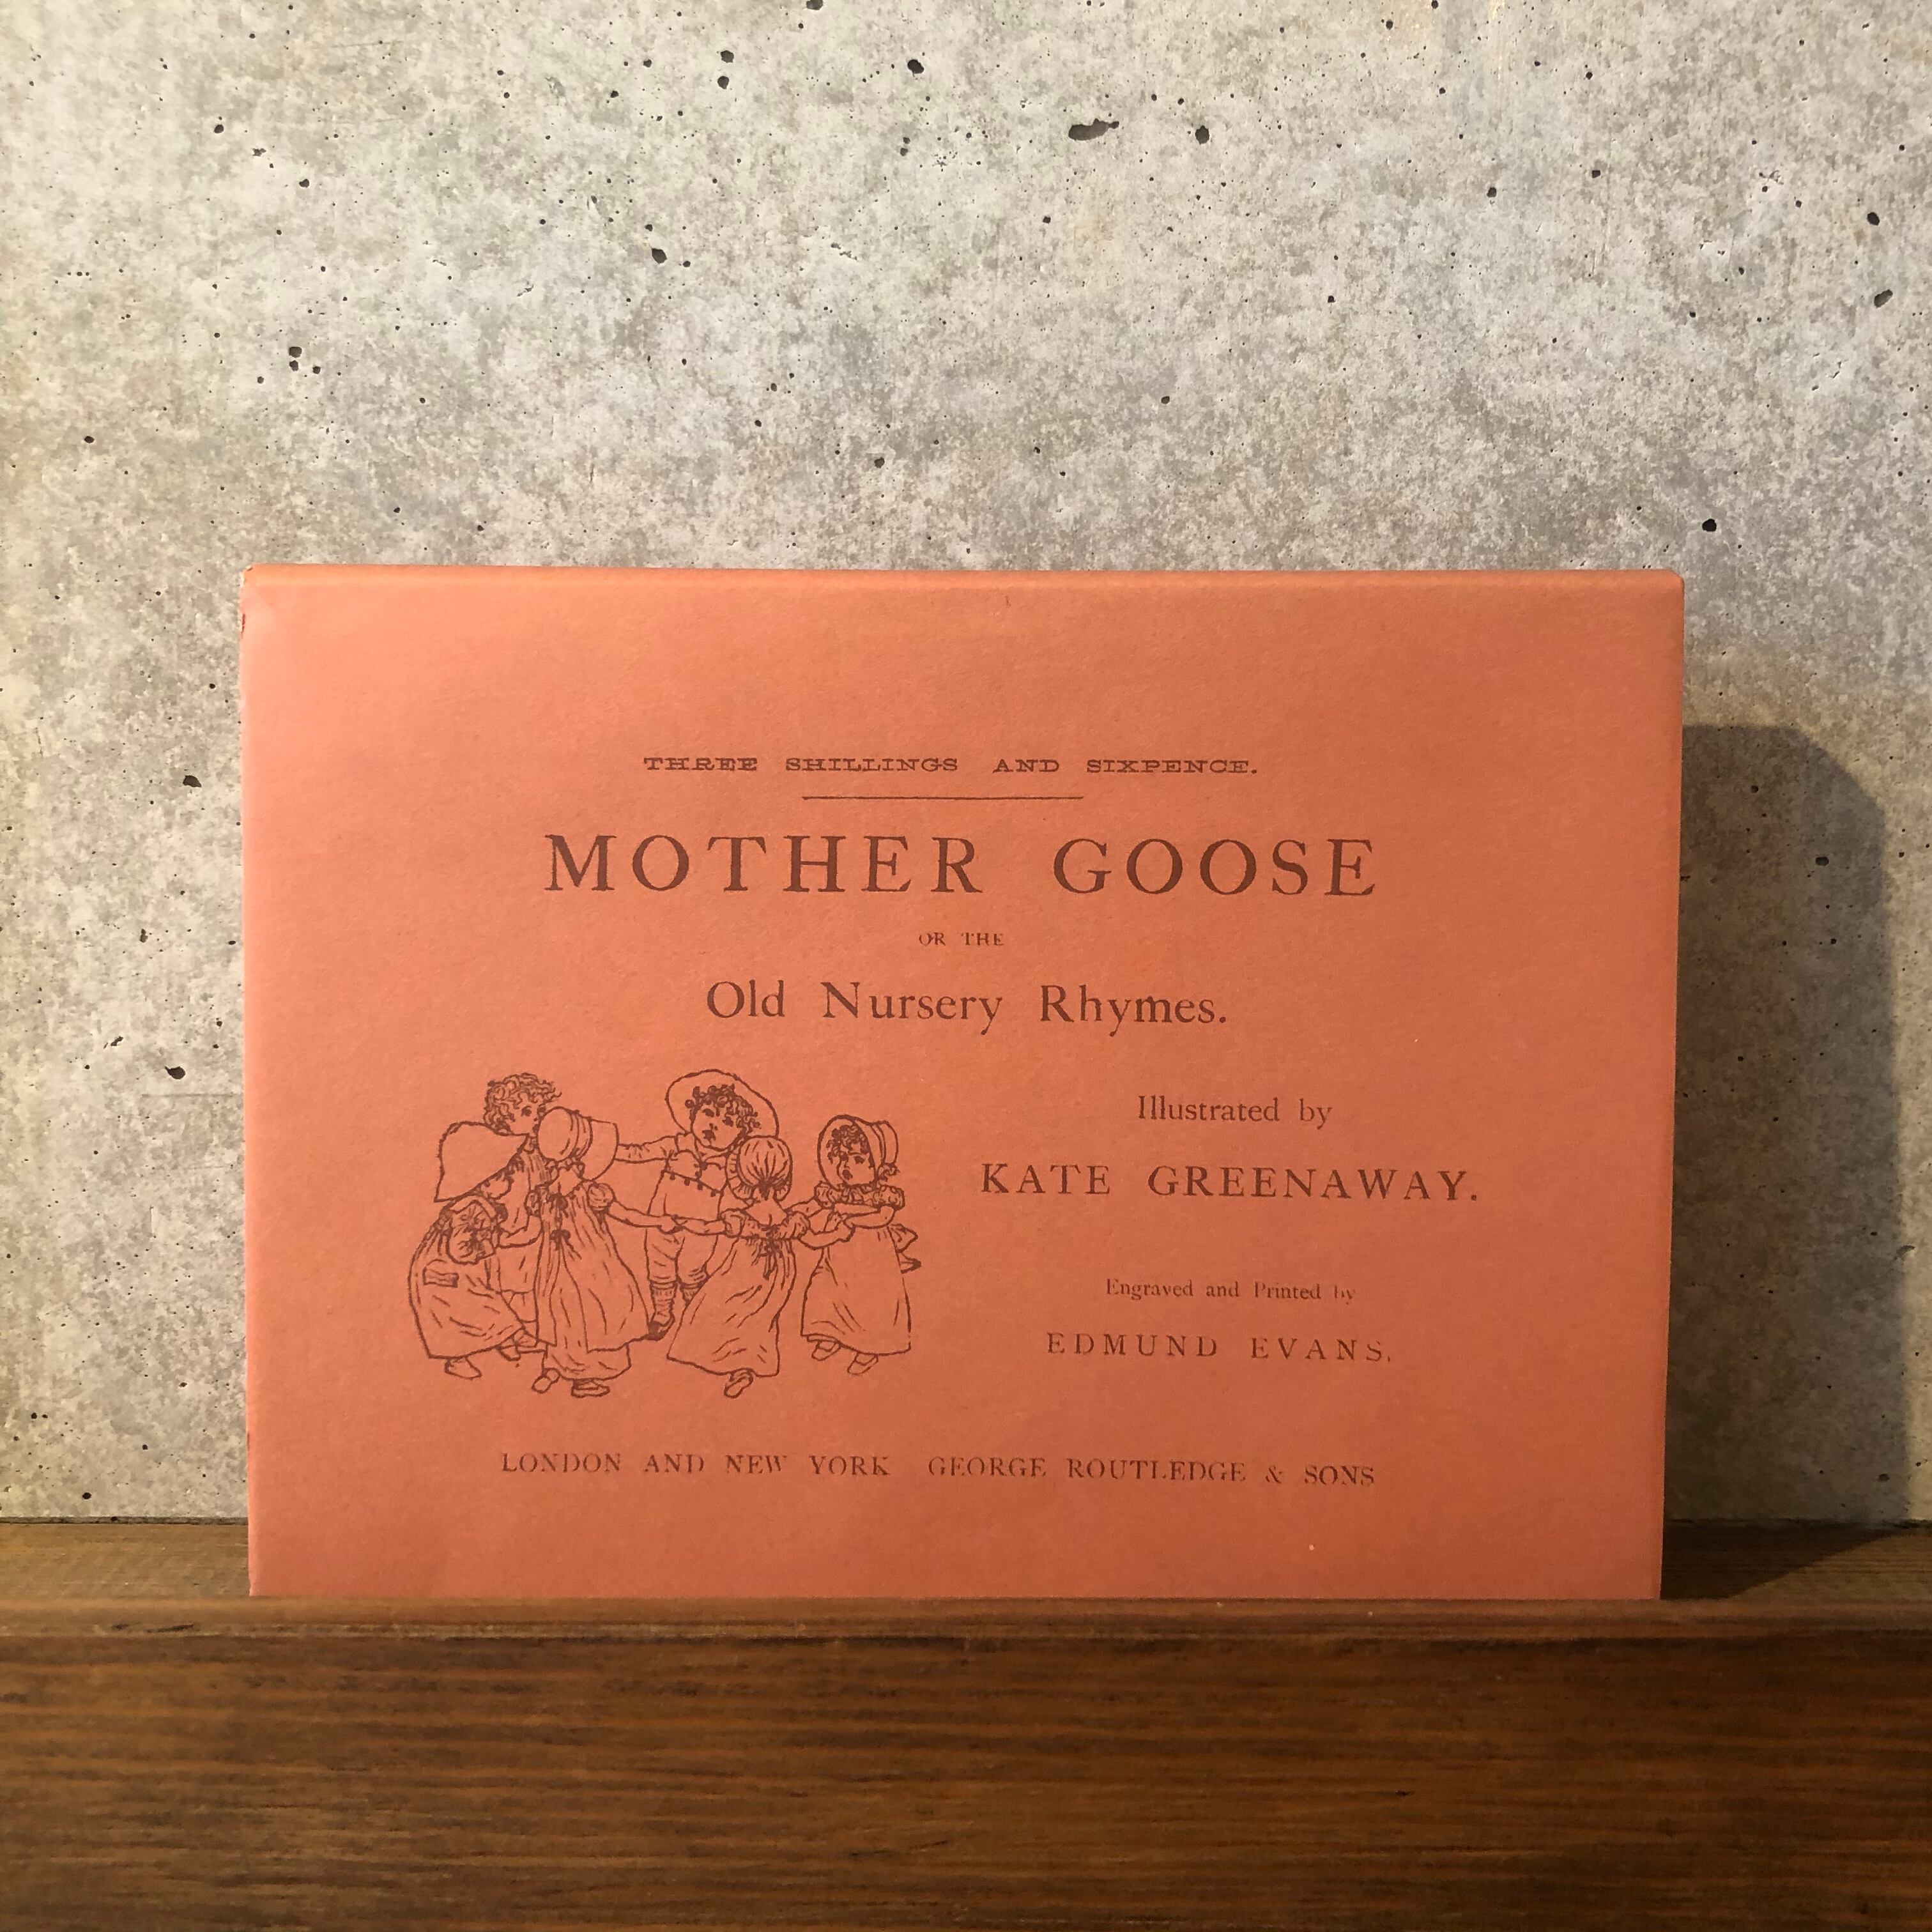 THREE SHILLINGS AND SIXPENCE.
MOTHER GOOSE
OR THE
Old Nursery Rhymes.
Illustrated by
KATE GREENAWAY.
Engraved and Printed by
EDMUND EVANS.
LONDON AND NEW YORK GEORGE ROUTLEDGE & SONS